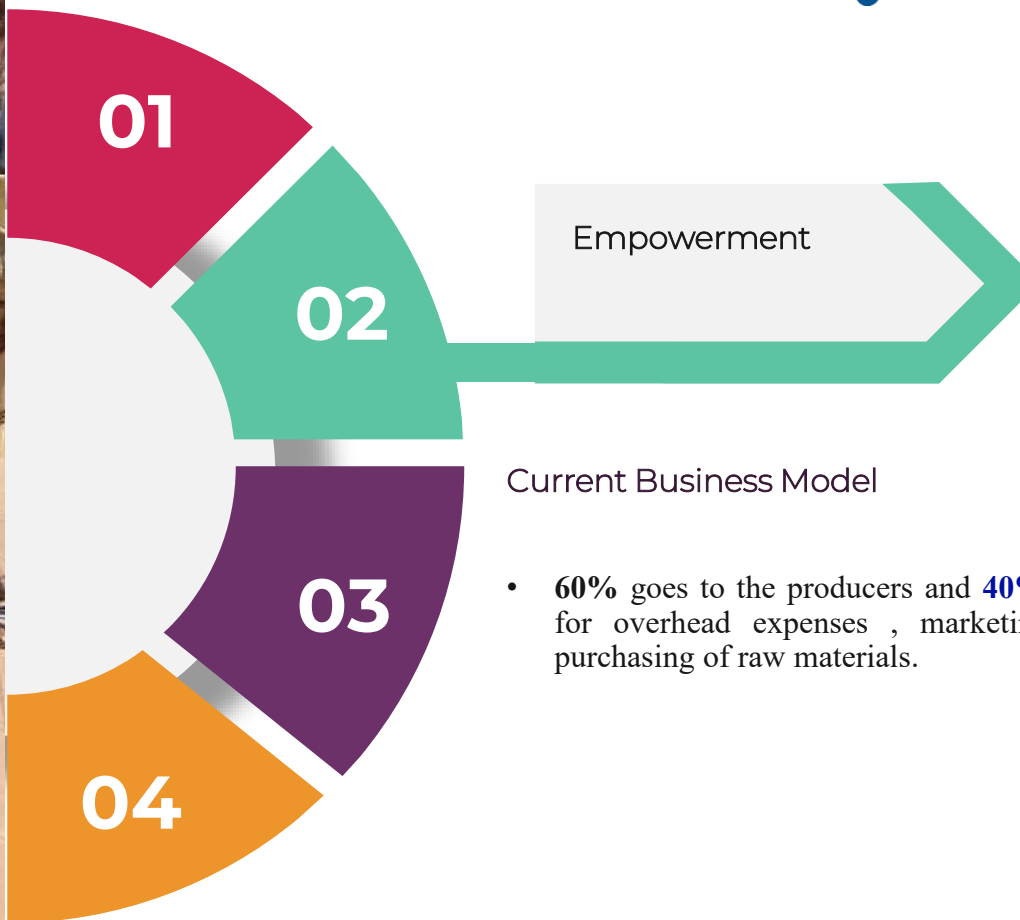 01
02
Empowerment
Current Business Model
03
• 60% goes to the producers and
for overhead expenses ,
purchasing of raw materials.
04